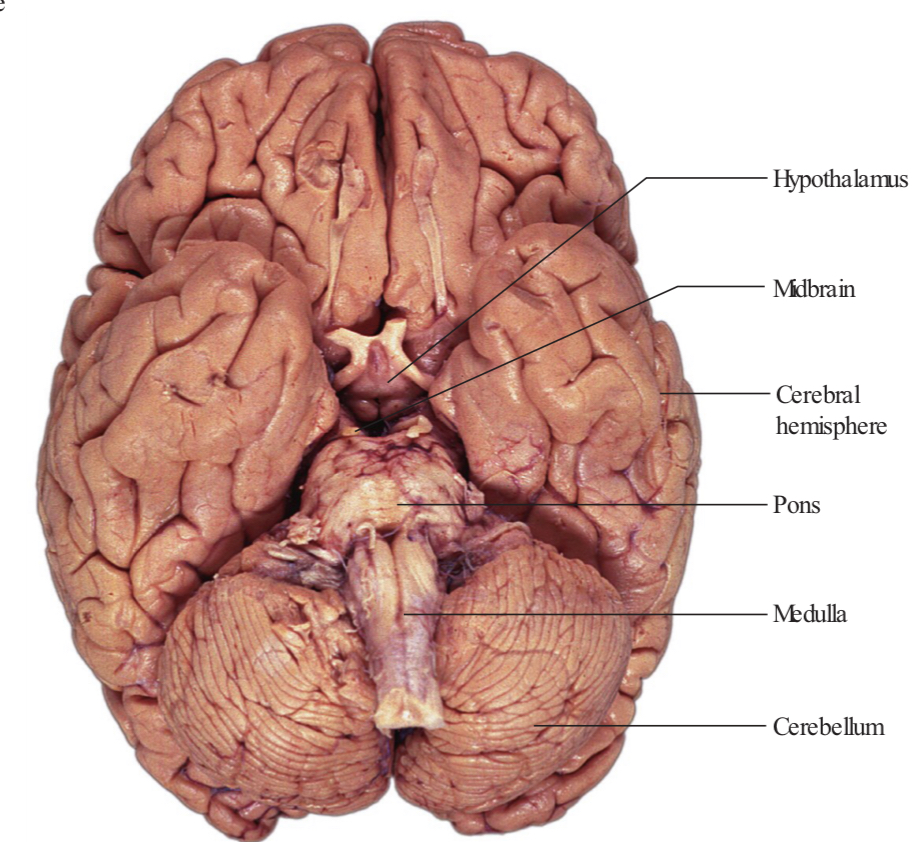 e
Hypothalamus
Midbrain
Cerebral
hemisphere
Pons
Medulla
Cerebellum